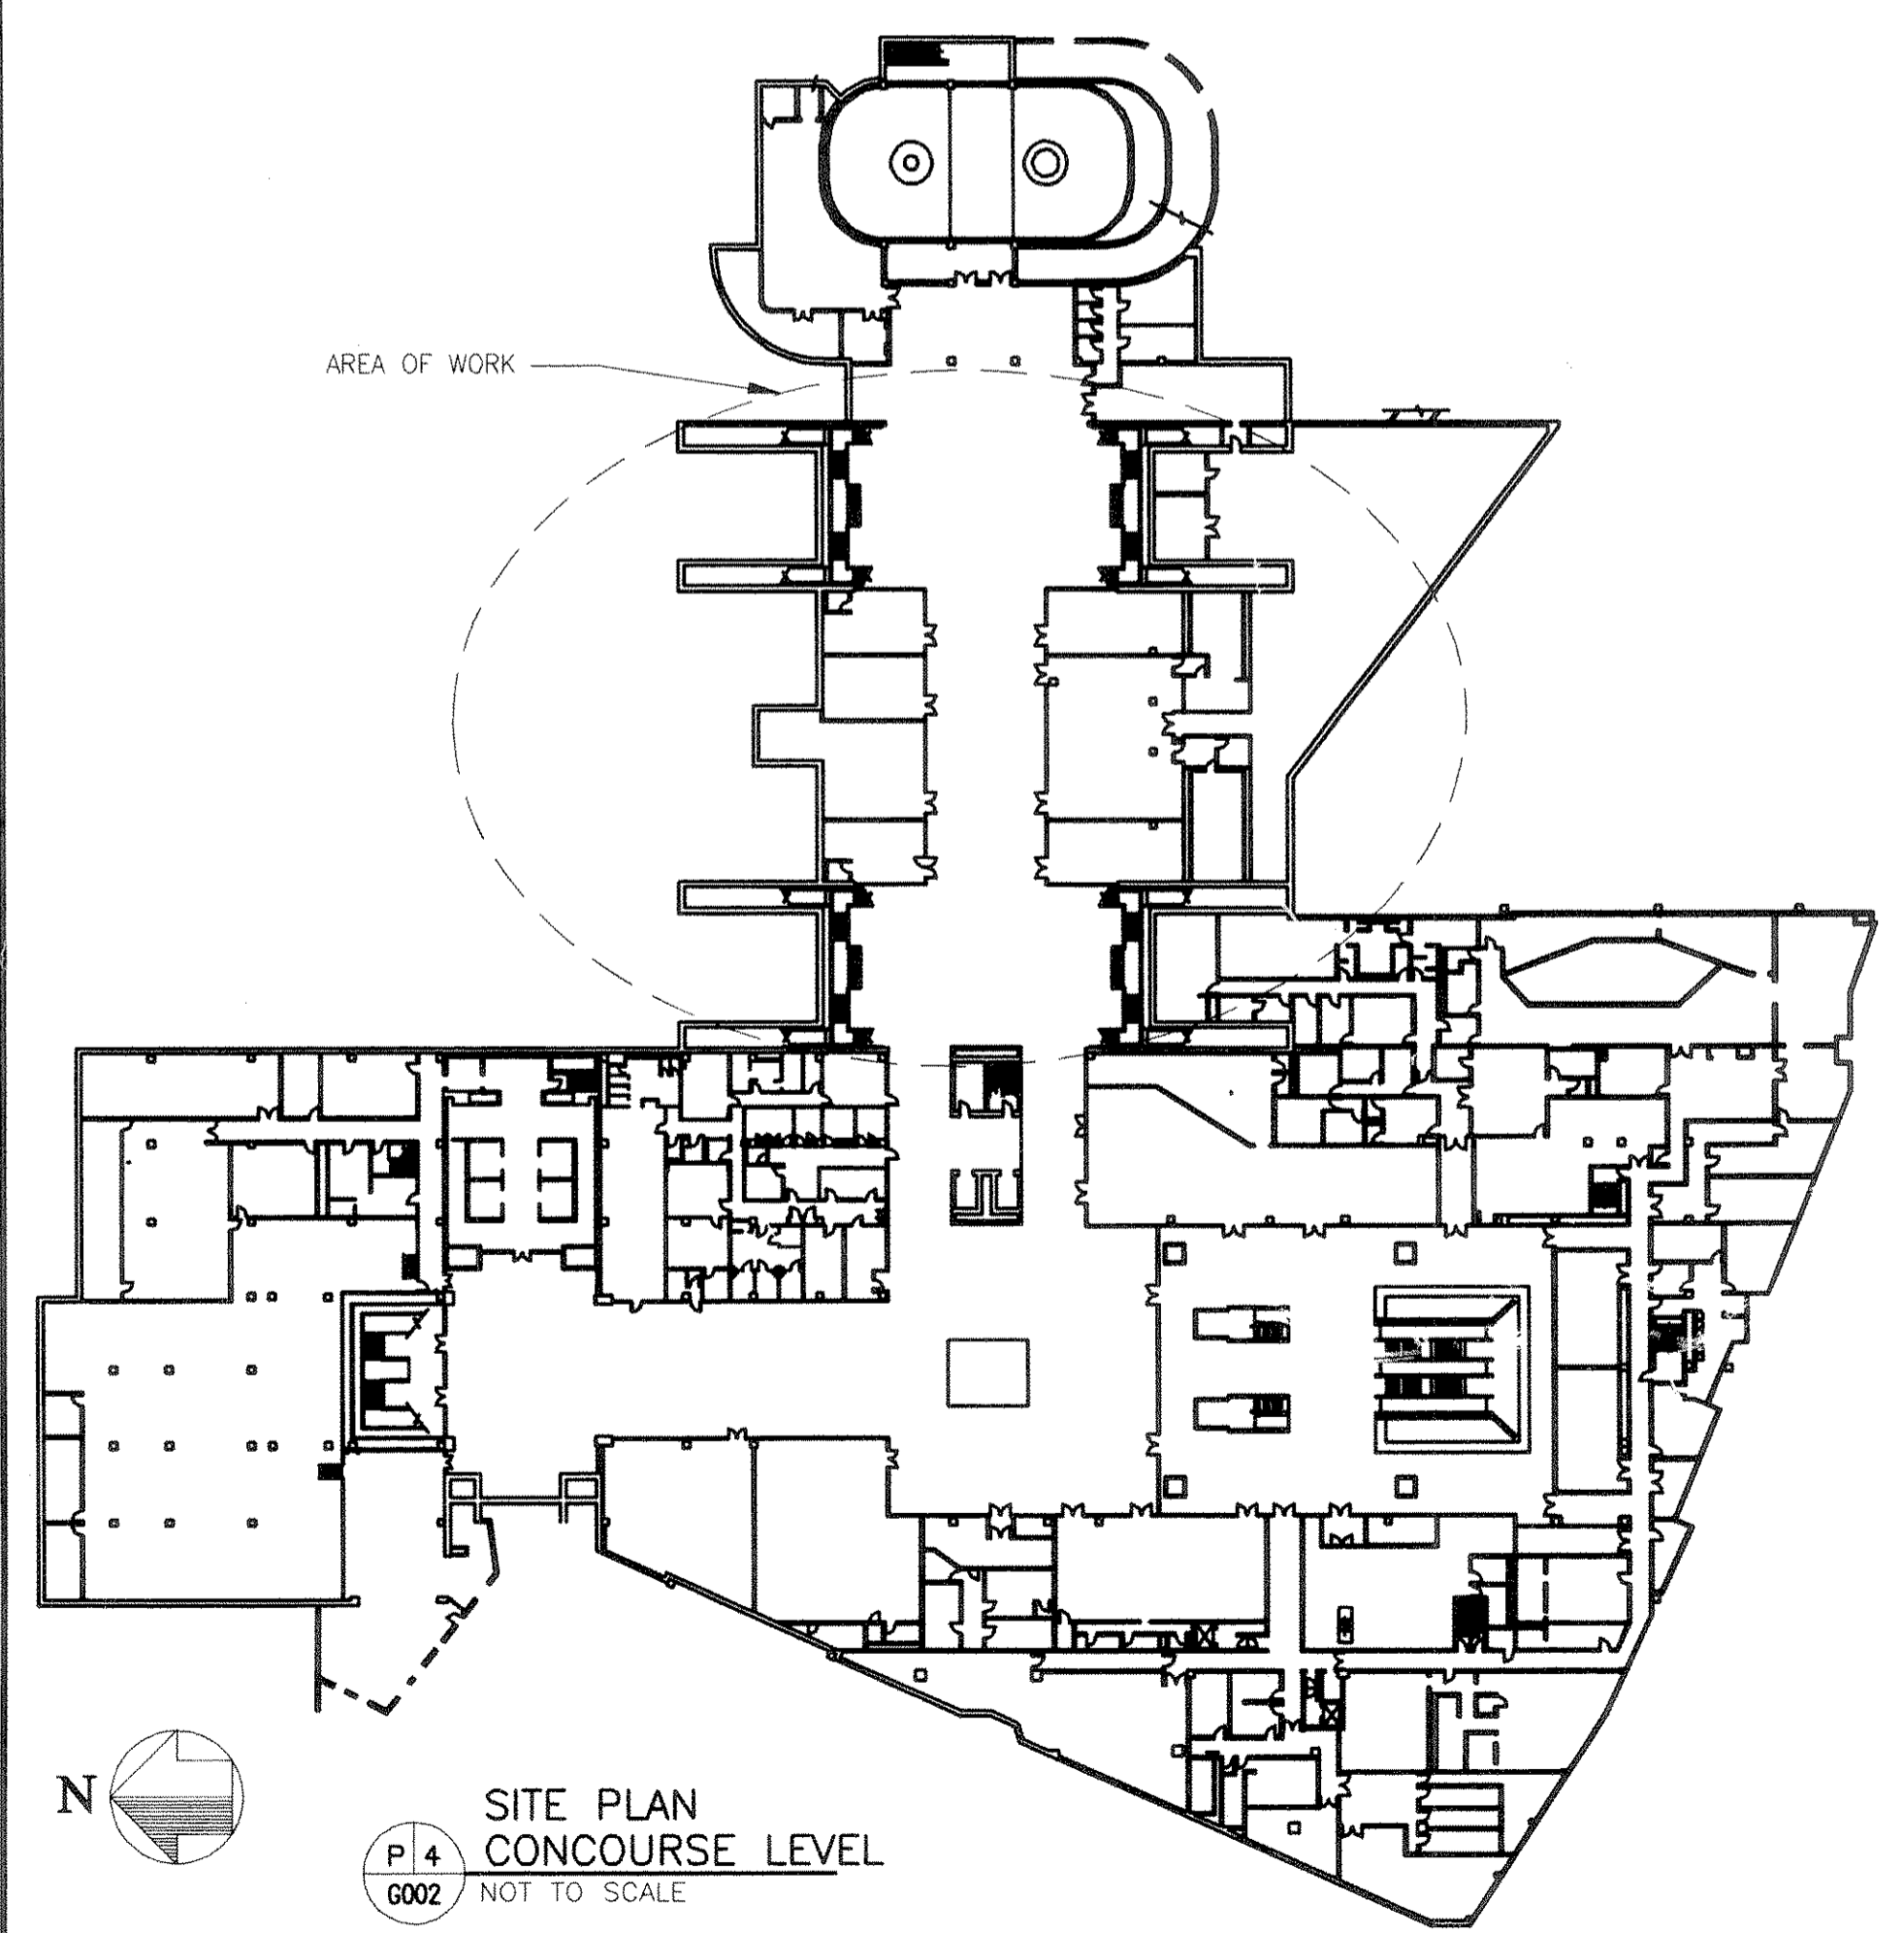 AREA OF WORK
N
SITE PLAN
CONCOURSE LEVEL
P 4
G002
NOT TO SCALE